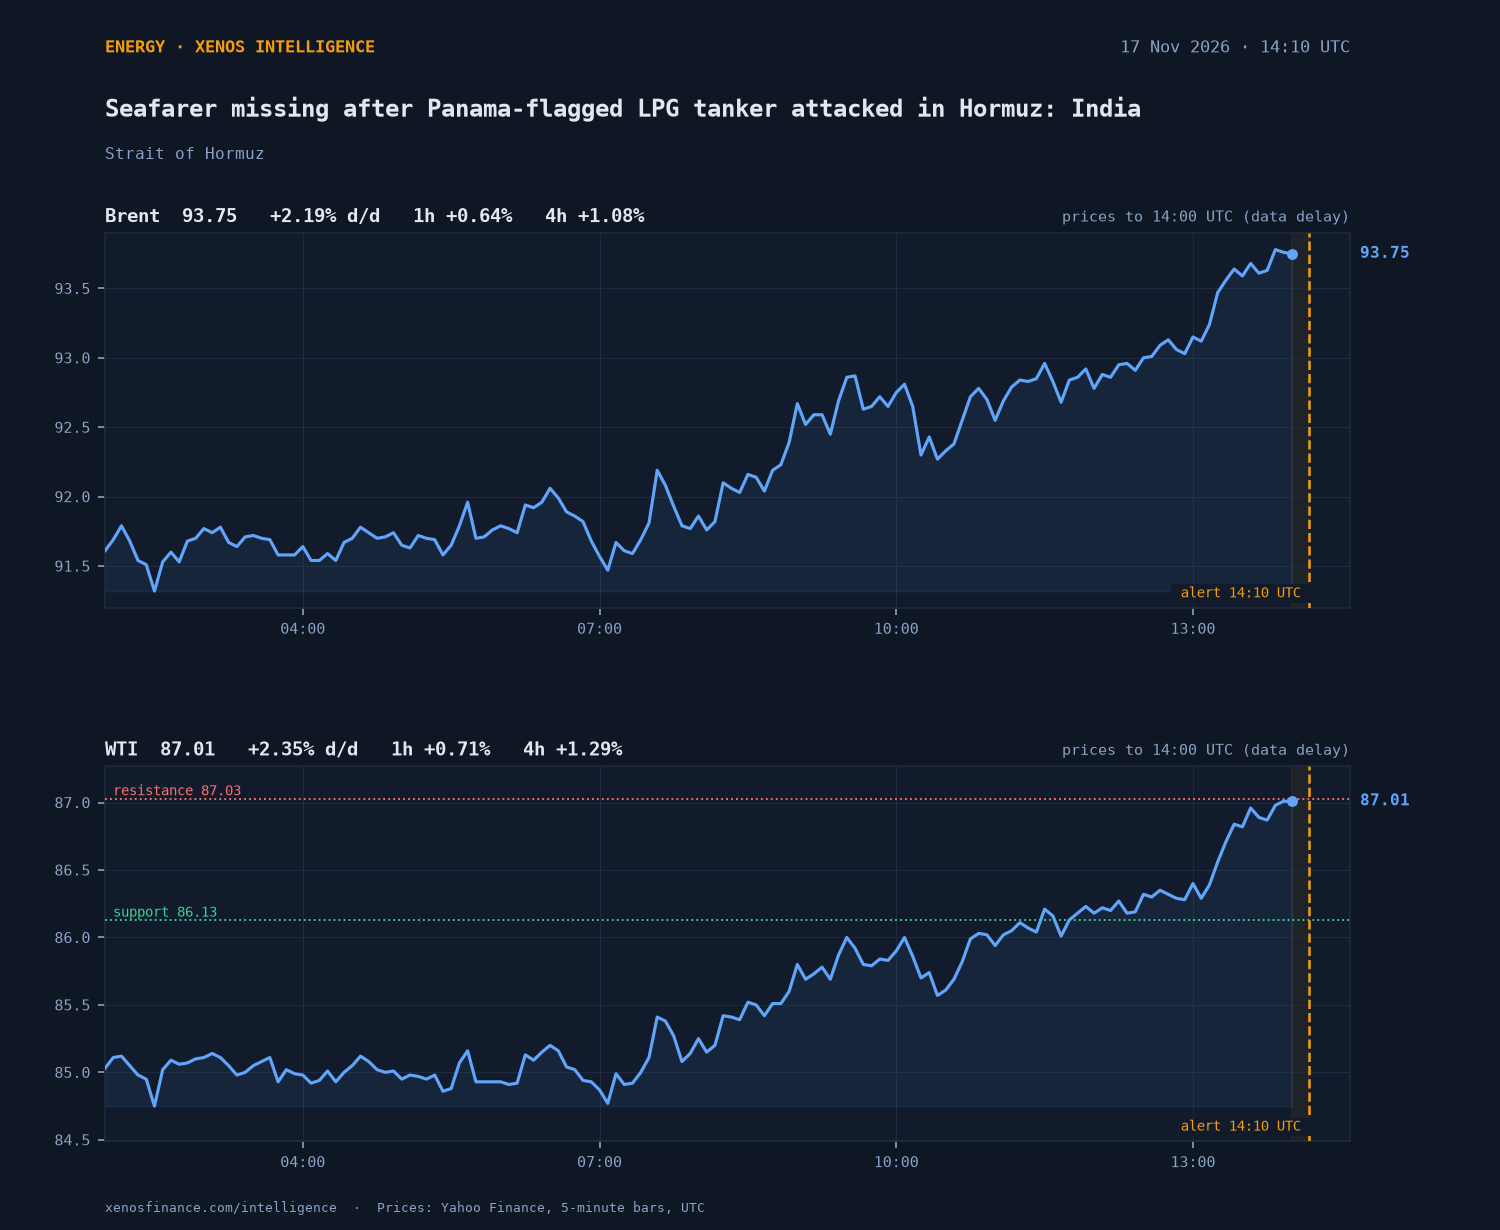 ENERGY · XENOS INTELLIGENCE
17 Nov 2026 · 14:10 UTC
Seafarer missing after Panama-flagged LPG tanker attacked in Hormuz: India
Strait of Hormuz
Brent  93.75   +2.19% d/d   1h +0.64%   4h +1.08%
prices to 14:00 UTC (data delay)
93.75
93.5
93.0
92.5
92.0
91.5
alert 14:10 UTC
04:00
07:00
10:00
13:00
WTI  87.01   +2.35% d/d   1h +0.71%   4h +1.29%
prices to 14:00 UTC (data delay)
resistance 87.03
87.01
87.0
86.5
support 86.13
86.0
85.5
85.0
84.5
alert 14:10 UTC
04:00
07:00
10:00
13:00
xenosfinance.com/intelligence  ·  Prices: Yahoo Finance, 5-minute bars, UTC